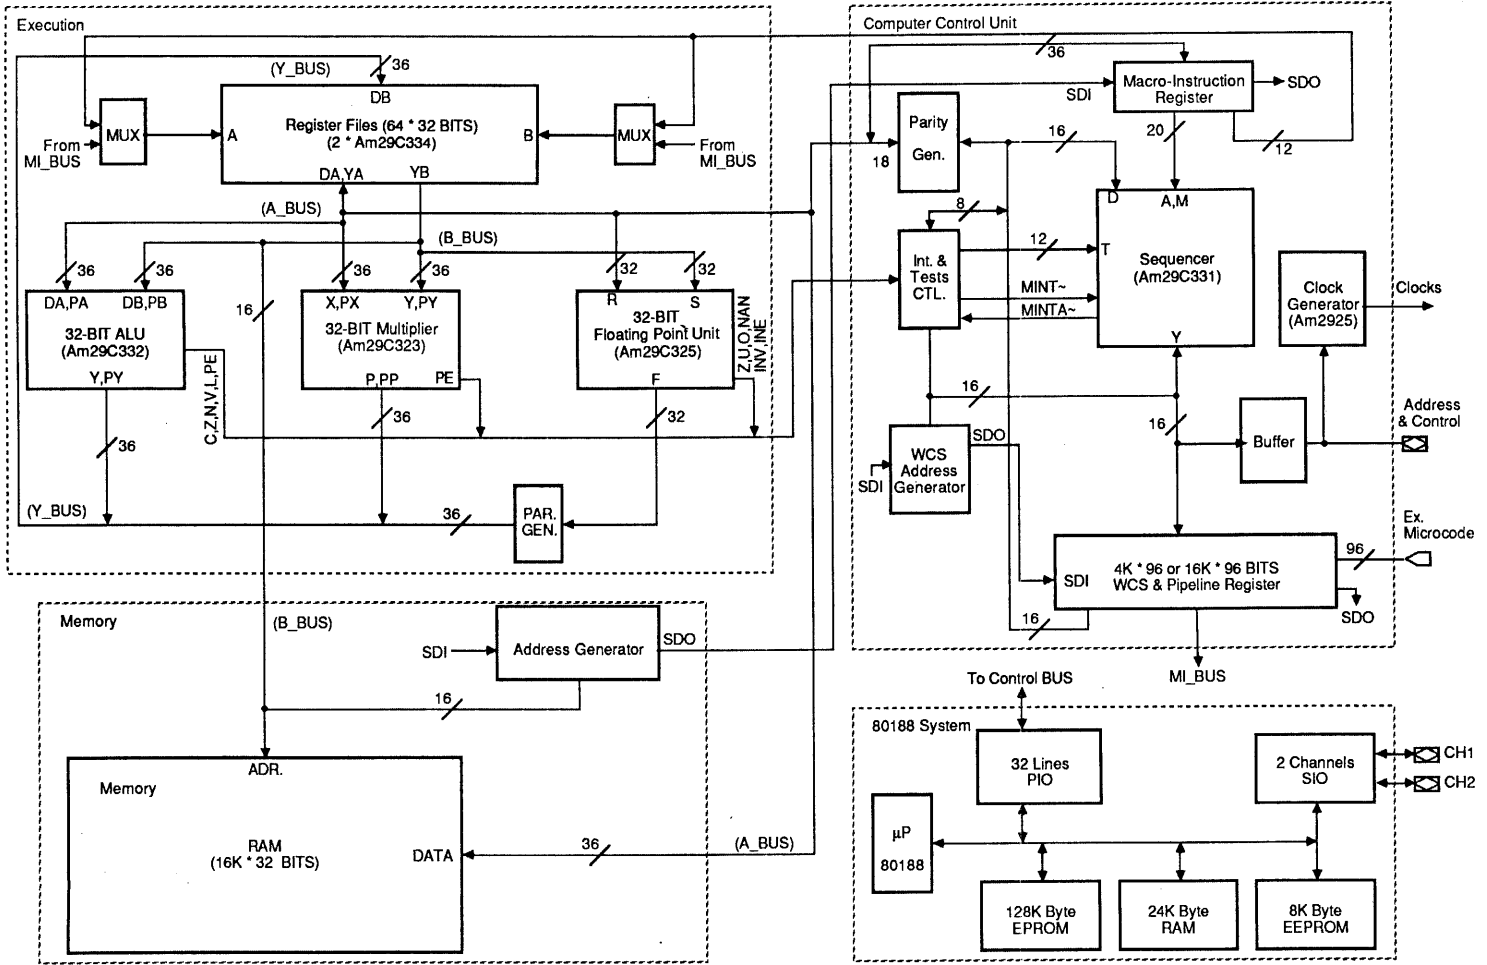 Execution
(Y_BUS)
36
DB
Register Files (64 * 32 BITS)
(2 * Am29C334)
A
B
DA,YA
YB
MUX
From
MI_BUS
MUX
From
MI_BUS
(A_BUS)
(B_BUS)
36
36
36
36
32
32
16
DA,PA
DB,PB
32-BIT ALU
(Am29C332)
Y,PY
C,Z,N,V,L,PE
X,PX
Y,PY
32-BIT Multiplier
(Am29C323)
P,PP
PE
R
S
32-BIT
Floating Point Unit
(Am29C325)
F
Z,U,O,NAN
INV,INE
36
36
32
(Y_BUS)
36
PAR.
GEN.
Computer Control Unit
36
SDI
Macro-Instruction
Register
SDO
20
12
18
Parity
Gen.
16
8
D
A,M
T
Sequencer
(Am29C331)
Y
Int. &
Tests
CTL.
12
MINT~
MINTA~
Clock
Generator
(Am2925)
Clocks
16
16
Buffer
Address
& Control
SDI
WCS
Address
Generator
SDO
Ex.
Microcode
96
SDI
4K * 96 or 16K * 96 BITS
WCS & Pipeline Register
SDO
16
MI_BUS
Memory
(B_BUS)
SDI
Address Generator
SDO
16
ADR.
Memory
RAM
(16K * 32 BITS)
DATA
36
(A_BUS)
To Control BUS
80188 System
32 Lines
PIO
2 Channels
SIO
CH1
CH2
µP
80188
128K Byte
EPROM
24K Byte
RAM
8K Byte
EEPROM